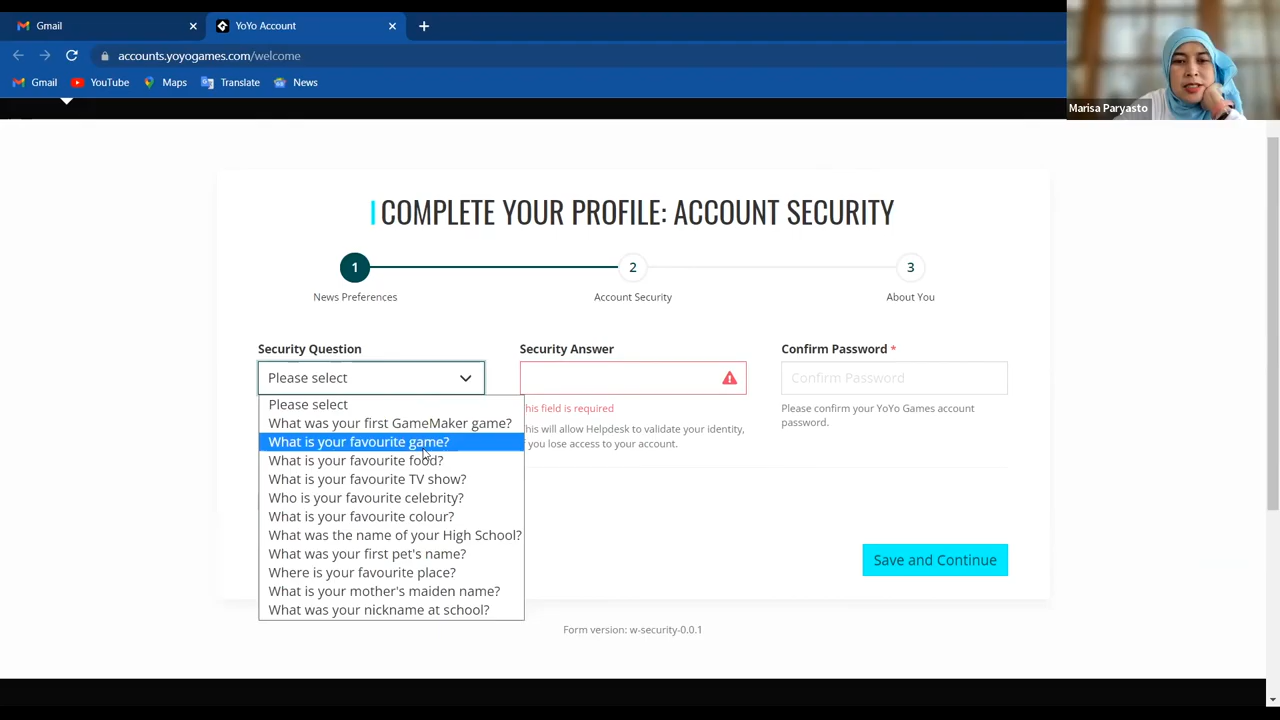 Gmail
YoYo Account
accounts.yoyogames.com/welcome
Gmail
YouTube
Maps
Translate
News
Marisa Paryasto
COMPLETE YOUR PROFILE: ACCOUNT SECURITY
1
2
3
News Preferences
Account Security
About You
Security Question
Please select
Please select
What was your first GameMaker game?
What is your favourite game?
What is your favourite food?
What is your favourite TV show?
Who is your favourite celebrity?
What is your favourite colour?
What was the name of your High School?
What was your first pet's name?
Where is your favourite place?
What is your mother's maiden name?
What was your nickname at school?
Security Answer
his field is required
his will allow Helpdesk to validate your identity,
you lose access to your account.
Confirm Password *
Confirm Password
Please confirm your YoYo Games account
password.
Save and Continue
Form version: w-security-0.0.1